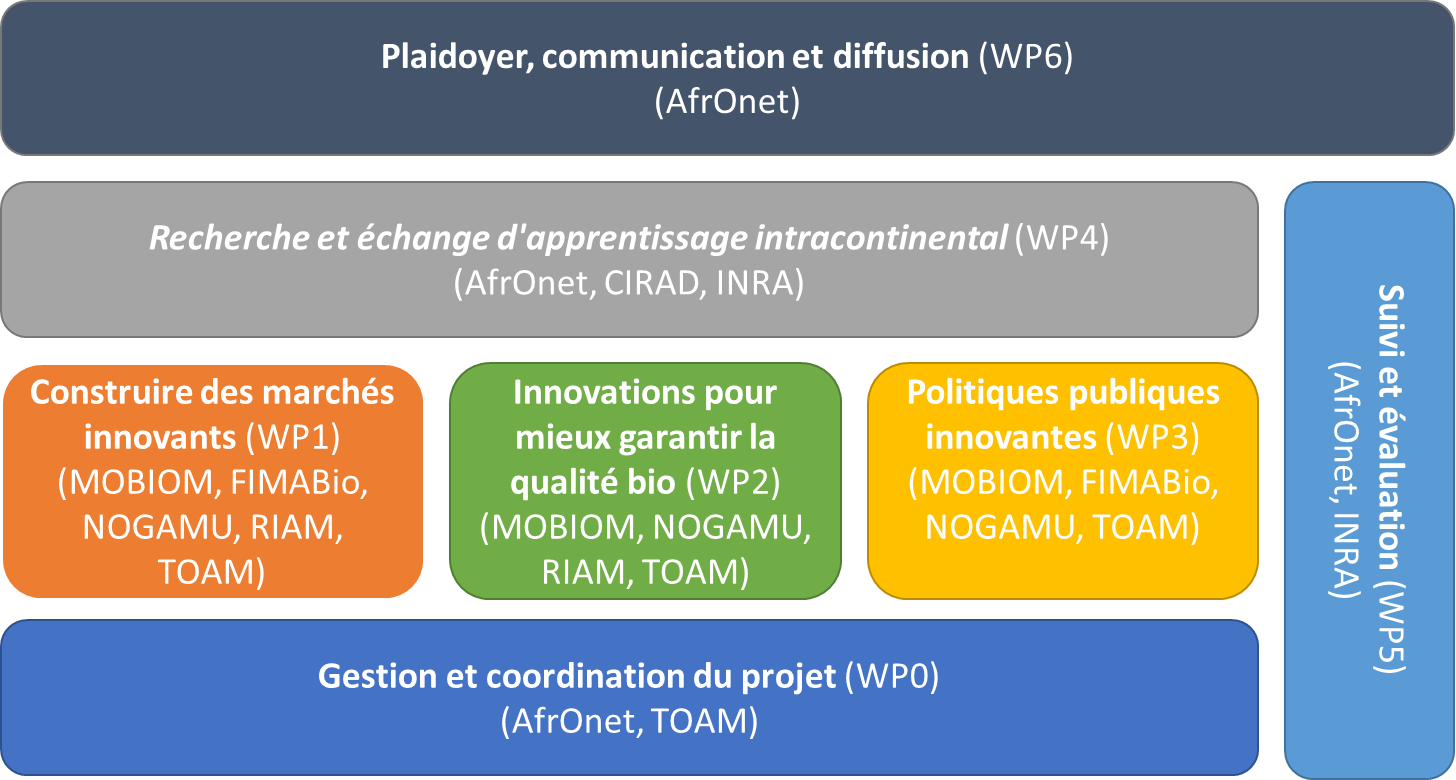 Plaidoyer, communication et diffusion (WP6)
(AfrOnet)
Recherche et échange d'apprentissage intracontinental (WP4)
(AfrOnet, CIRAD, INRA)
Construire des marchés
innovants (WP1)
(MOBIOM, FIMABio,
NOGAMU, RIAM,
TOAM)
Innovations pour
mieux garantir la
qualité bio (WP2)
(MOBIOM, NOGAMU,
RIAM, TOAM)
Politiques publiques
innovantes (WP3)
(MOBIOM, FIMABio,
NOGAMU, TOAM)
Suivi et évaluation (WP5)
(AfrOnet, INRA)
Gestion et coordination du projet (WP0)
(AfrOnet, TOAM)